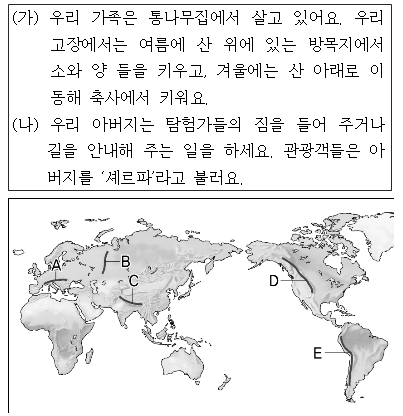 (가) 우리 가족은 통나무집에서 살고 있어요. 우리
고장에서는 여름에 산 위에 있는 방목지에서
소와 양 들을 키우고, 겨울에는 산 아래로 이
동해 축사에서 키워요.
(나) 우리 아버지는 탐험가들의 짐을 들어 주거나
길을 안내해 주는 일을 하세요. 관광객들은 아
버지를 ‘셰르파’라고 불러요.
A
B
C
D
E